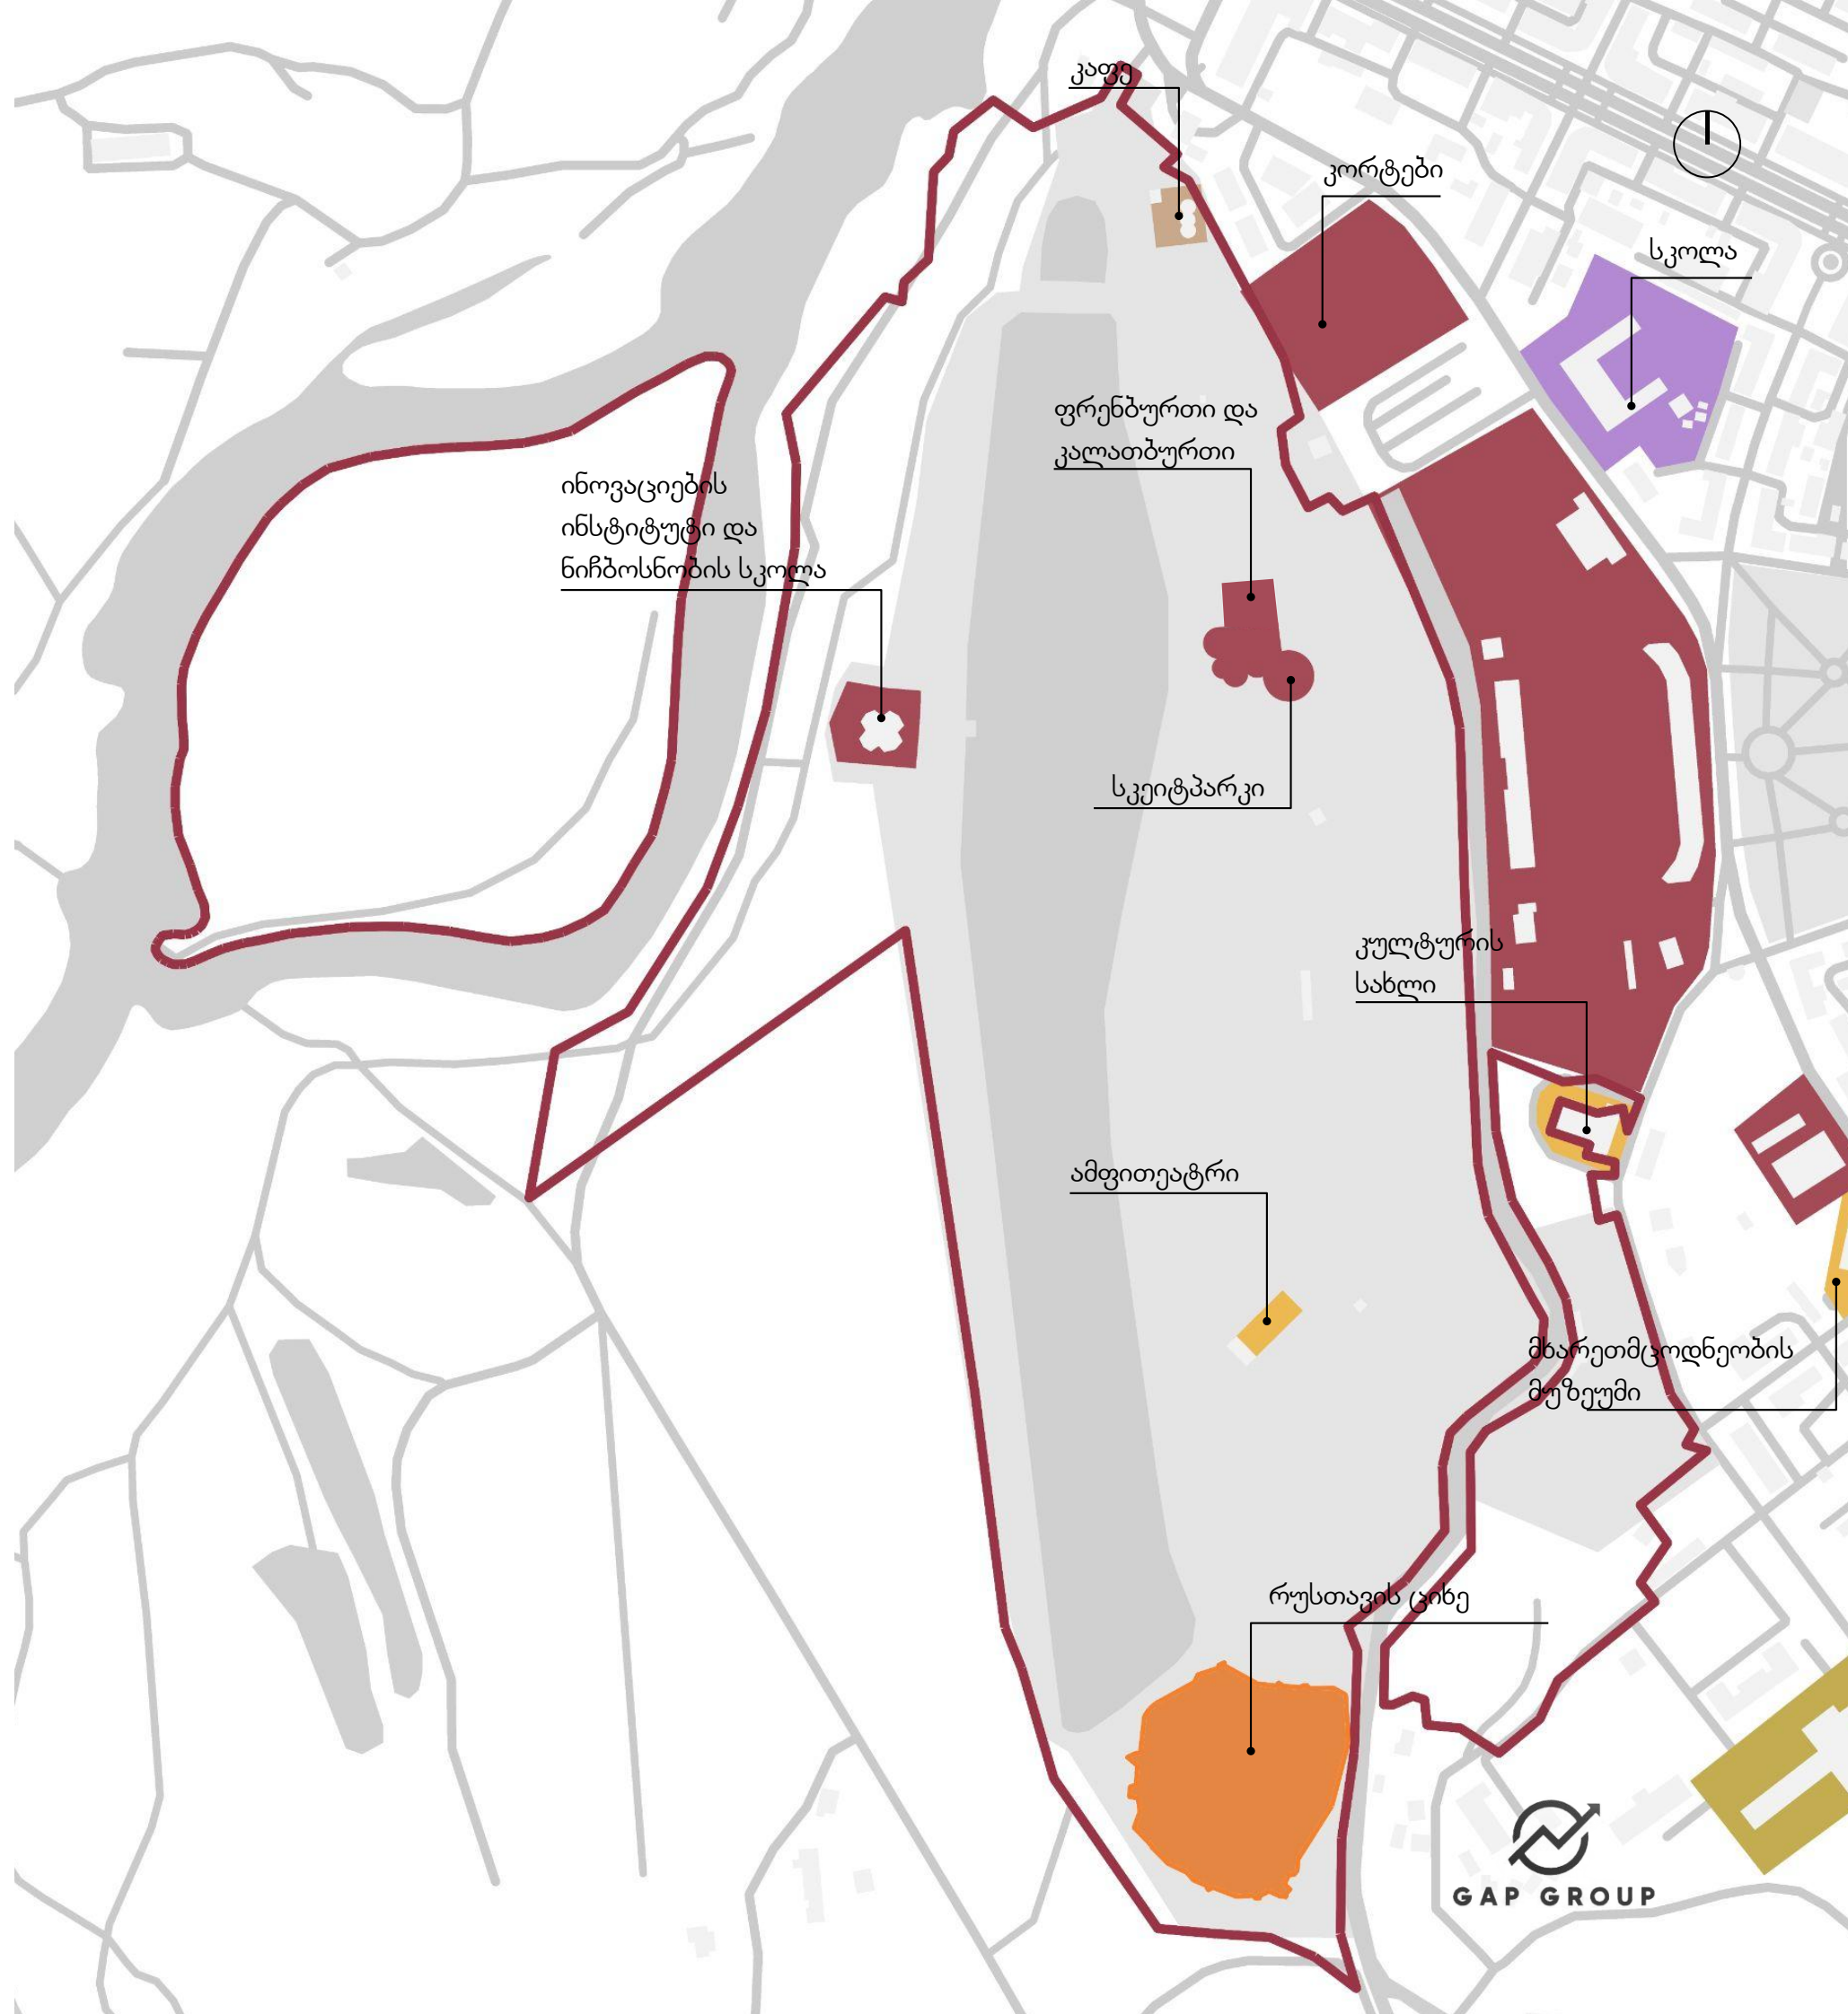 კაფე
კორტები
სკოლა
ფრენბურთი და
კალათბურთი
ინოვაციების
ინსტიტუტი და
ნიჩბოსნობის სკოლა
სკეიტპარკი
კულტურის
სახლი
ამფითეატრი
მხარეთმცოდნეობის
მუზეუმი
რუსთავის ციხე
GAP GROUP